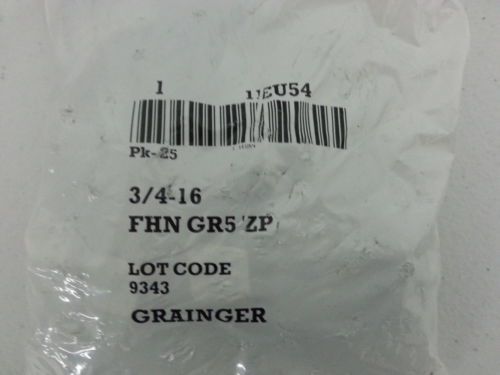 1
Pk-25
3/4-16
FHN GR5 ZP
LOT CODE
9343
GRAINGER